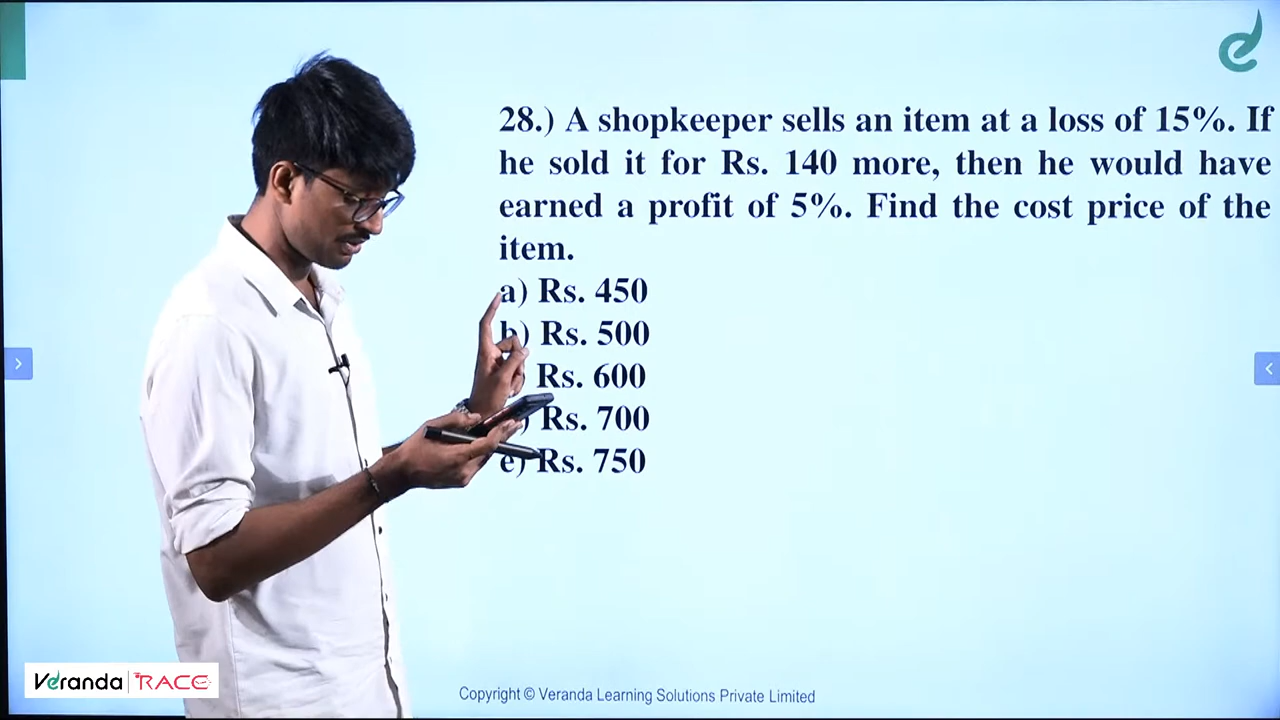 28.) A shopkeeper sells an item at a loss of 15%. If
he sold it for Rs. 140 more, then he would have
earned a profit of 5%. Find the cost price of the
item.
a) Rs. 450
b) Rs. 500
Rs. 600
) Rs. 700
e) Rs. 750
Veranda RACE
Copyright © Veranda Learning Solutions Private Limited